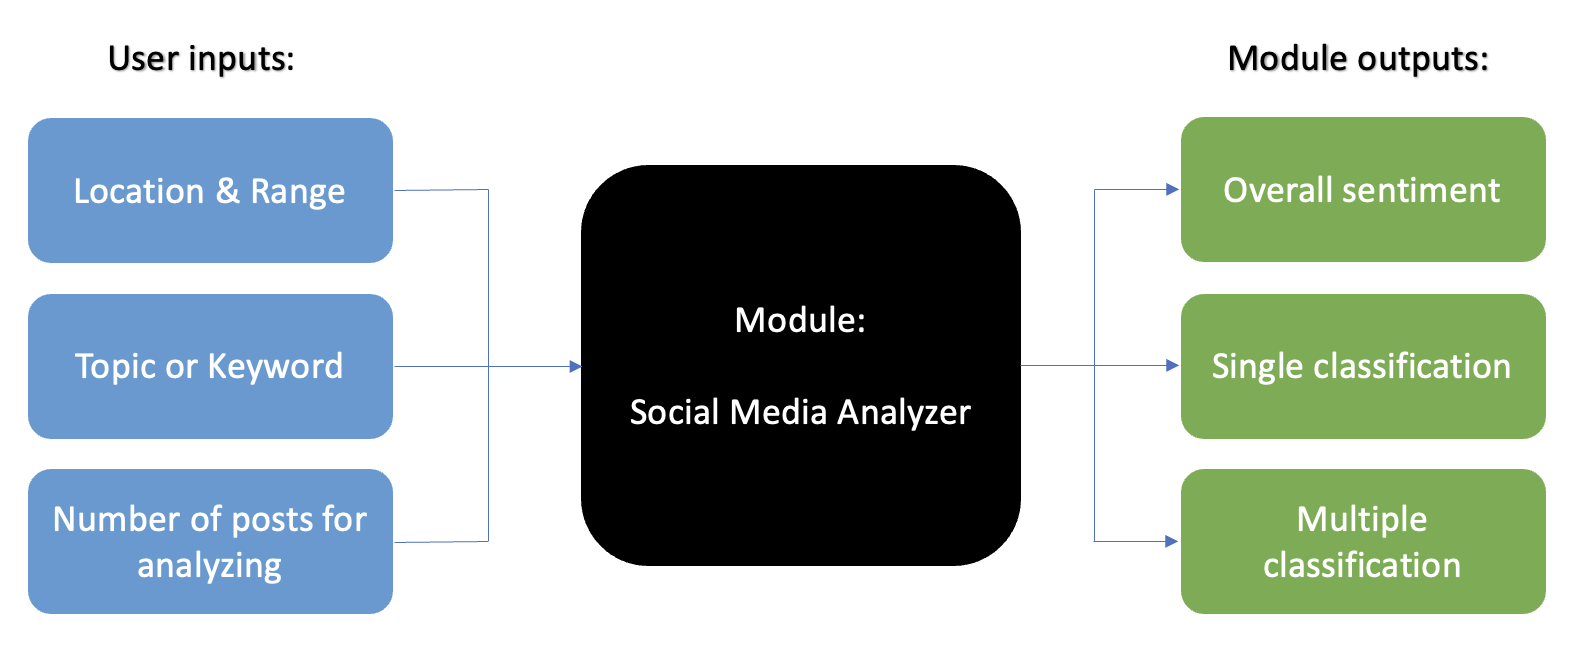 User inputs:
Location & Range
Topic or Keyword
Number of posts for
analyzing
Module:
Social Media Analyzer
Module outputs:
Overall sentiment
Single classification
Multiple
classification